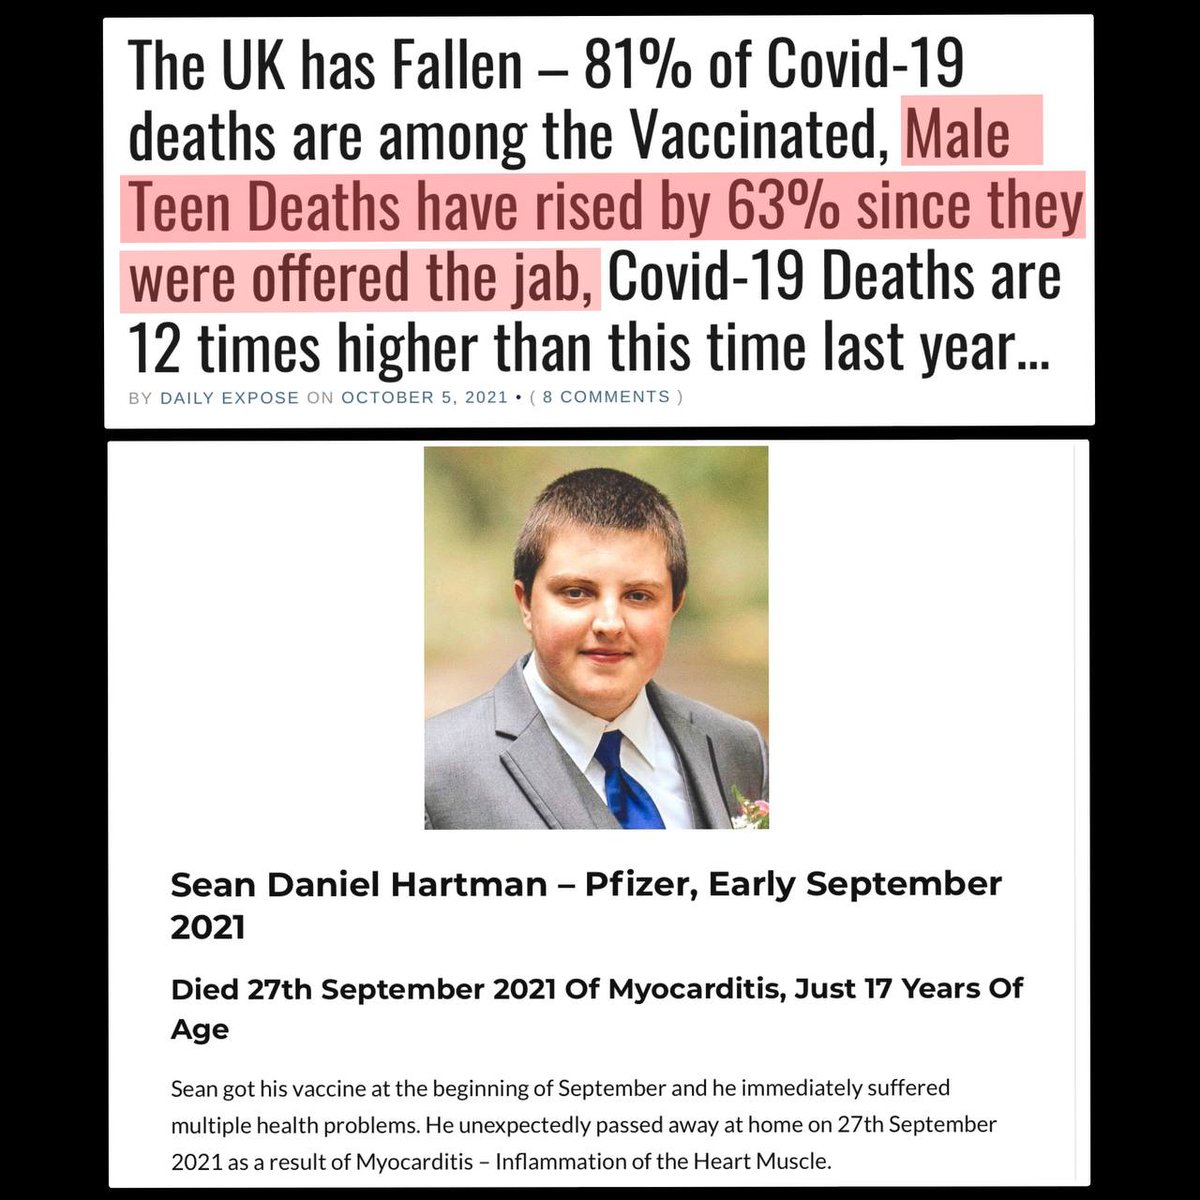 The UK has Fallen – 81% of Covid-19
deaths are among the Vaccinated, Male
Teen Deaths have rised by 63% since they
were offered the jab, Covid-19 Deaths are
12 times higher than this time last year...
BY DAILY EXPOSE ON OCTOBER 5, 2021 • ( 8 COMMENTS )
Sean Daniel Hartman – Pfizer, Early September
2021
Died 27th September 2021 Of Myocarditis, Just 17 Years Of
Age
Sean got his vaccine at the beginning of September and he immediately suffered
multiple health problems. He unexpectedly passed away at home on 27th September
2021 as a result of Myocarditis – Inflammation of the Heart Muscle.